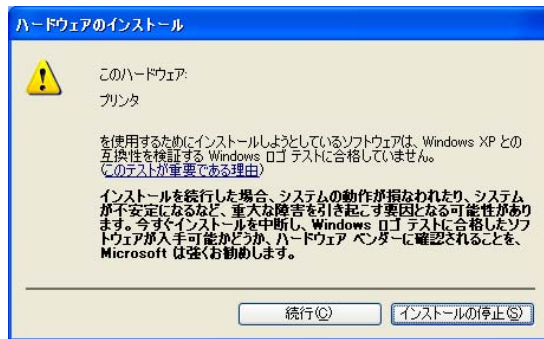 ハードウェアのインストール
このハードウェア:
プリンタ
を使用するためにインストールしようとしているソフトウェアは、Windows XP との
互換性を検証する Windows ロゴ テストに合格していません。
(このテストが重要である理由)
インストールを続行した場合、システムの動作が損なわれたり、システム
が不安定になるなど、重大な障害を引き起こす要因となる可能性があり
ます。今すぐインストールを中断し、Windows ロゴ テストに合格したソフ
トウェアが入手可能かどうか、ハードウェア ベンダーに確認されることを、
Microsoft は強くお勧めします。
続行(C)
インストールの停止(S)